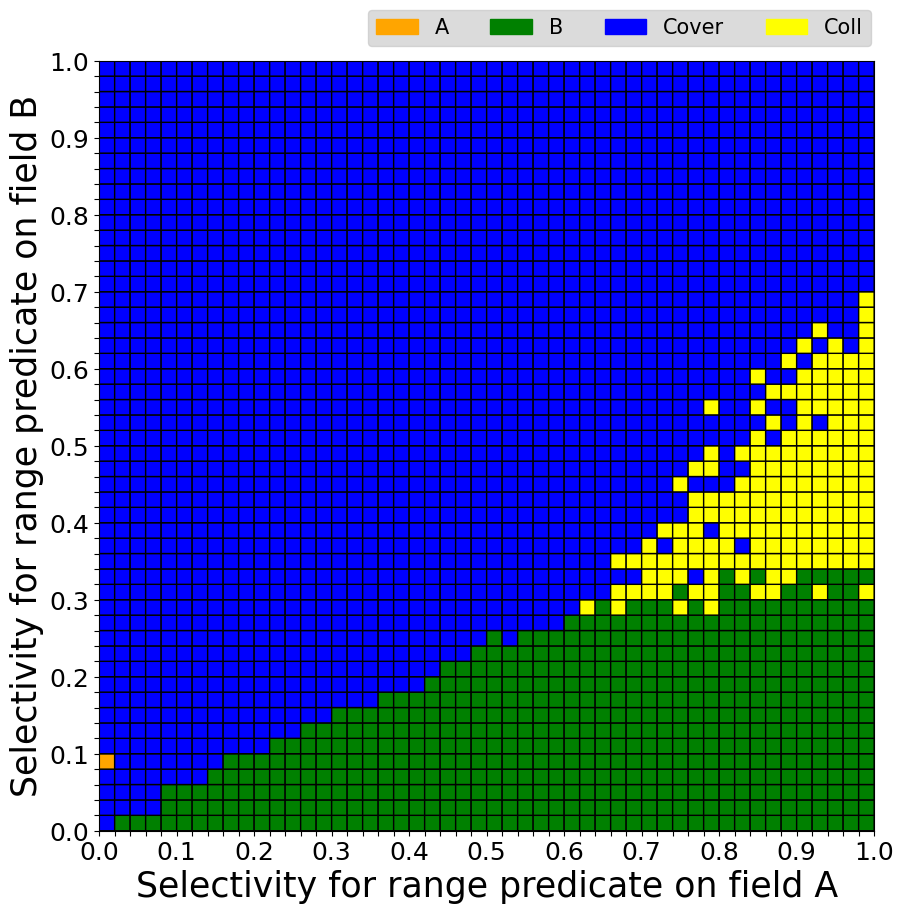 A B Cover Coll
Selectivity for range predicate on field B
1.0
0.9
0.8
0.7
0.6
0.5
0.4
0.3
0.2
0.1
0.0
0.0 0.1 0.2 0.3 0.4 0.5 0.6 0.7 0.8 0.9 1.0
Selectivity for range predicate on field A